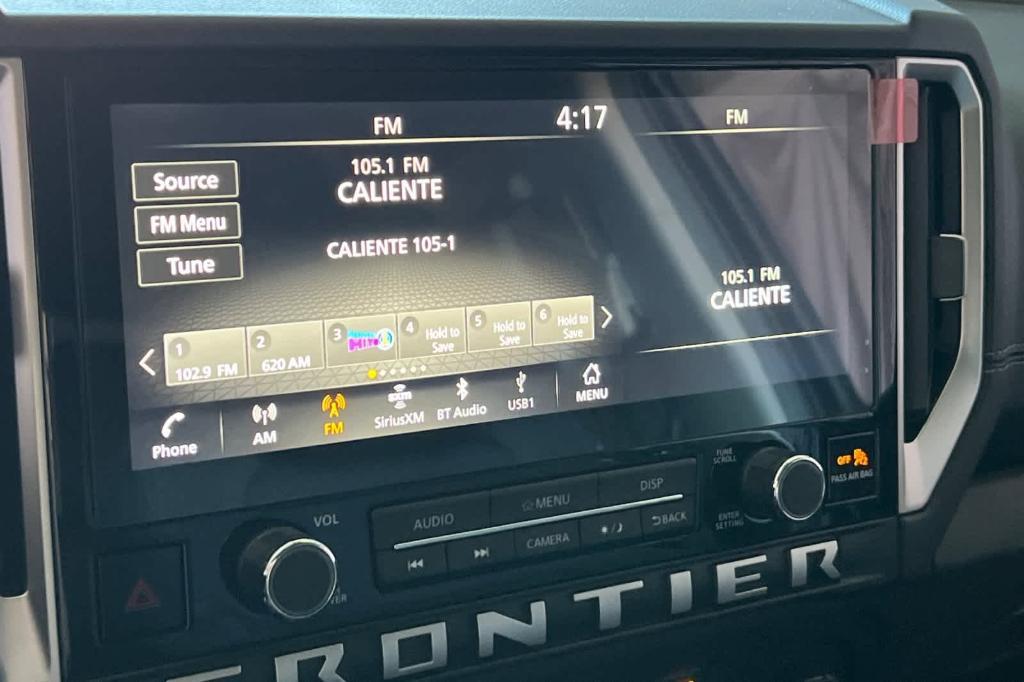 FM
4:17
FM
105.1 FM
CALIENTE
Source
FM Menu
Tune
CALIENTE 105-1
105.1 FM
CALIENTE
1
102.9 FM
2
620 AM
3
4
Hold to
Save
5
Hold to
Save
6
Hold to
Save
Phone
AM
FM
sxm
SiriusXM
BT Audio
USB1
MENU
TUNE
SCROLL
OFF
PASS AIR BAG
VOL
AUDIO
MENU
DISP
CAMERA
BACK
ENTER
SETTING
FRONTIER